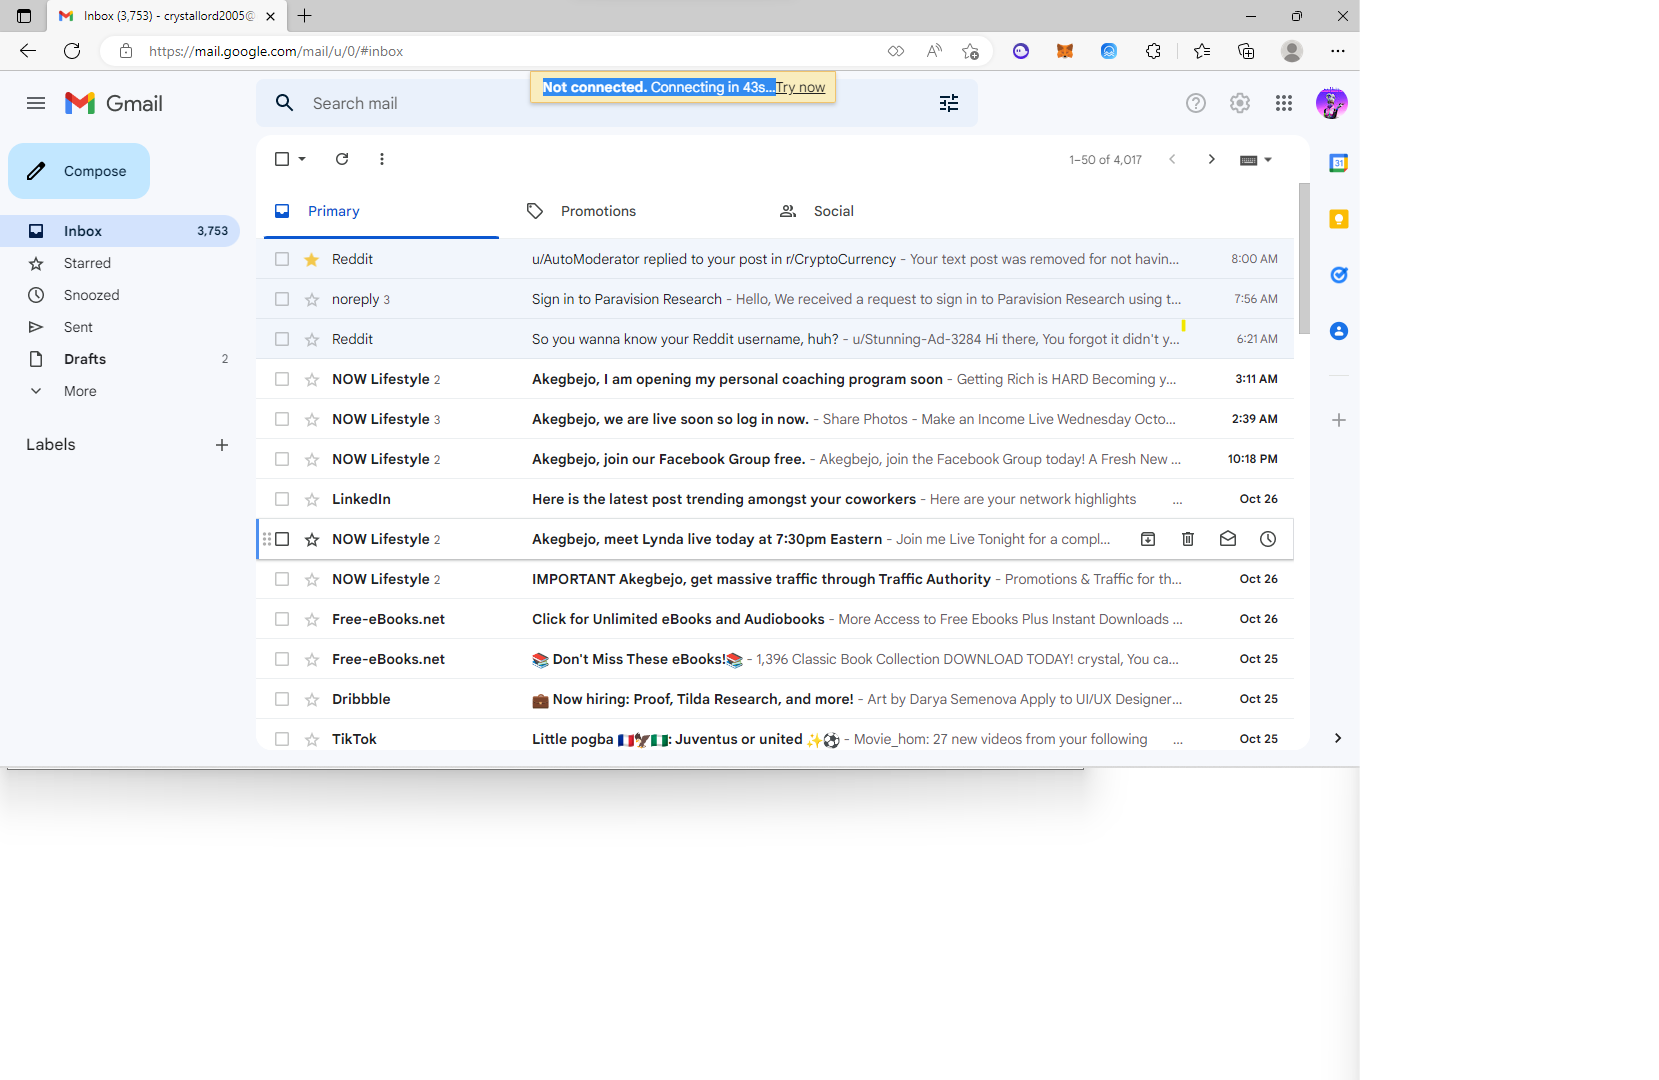 Inbox (3,753) - crystallord2005@
https://mail.google.com/mail/u/0/#inbox
Not connected. Connecting in 43s...Try now
Gmail
Search mail
Compose
1–50 of 4,017
31
Primary
Promotions
Social
Inbox 3,753
Starred
Snoozed
Sent
Drafts 2
More
Labels
Reddit u/AutoModerator replied to your post in r/CryptoCurrency - Your text post was removed for not havin... 8:00 AM
noreply 3 Sign in to Paravision Research - Hello, We received a request to sign in to Paravision Research using t... 7:56 AM
Reddit So you wanna know your Reddit username, huh? - u/Stunning-Ad-3284 Hi there, You forgot it didn't y... 6:21 AM
NOW Lifestyle 2 Akegbejo, I am opening my personal coaching program soon - Getting Rich is HARD Becoming y... 3:11 AM
NOW Lifestyle 3 Akegbejo, we are live soon so log in now. - Share Photos - Make an Income Live Wednesday Octo... 2:39 AM
NOW Lifestyle 2 Akegbejo, join our Facebook Group free. - Akegbejo, join the Facebook Group today! A Fresh New ... 10:18 PM
LinkedIn Here is the latest post trending amongst your coworkers - Here are your network highlights ... Oct 26
NOW Lifestyle 2 Akegbejo, meet Lynda live today at 7:30pm Eastern - Join me Live Tonight for a compl...
NOW Lifestyle 2 IMPORTANT Akegbejo, get massive traffic through Traffic Authority - Promotions & Traffic for th... Oct 26
Free-eBooks.net Click for Unlimited eBooks and Audiobooks - More Access to Free Ebooks Plus Instant Downloads ... Oct 26
Free-eBooks.net 📚 Don't Miss These eBooks!📚 - 1,396 Classic Book Collection DOWNLOAD TODAY! crystal, You ca... Oct 25
Dribbble 💼 Now hiring: Proof, Tilda Research, and more! - Art by Darya Semenova Apply to UI/UX Designer... Oct 25
TikTok Little pogba 🇫🇷🦅🇳🇬: Juventus or united ✨⚽ - Movie_hom: 27 new videos from your following ... Oct 25